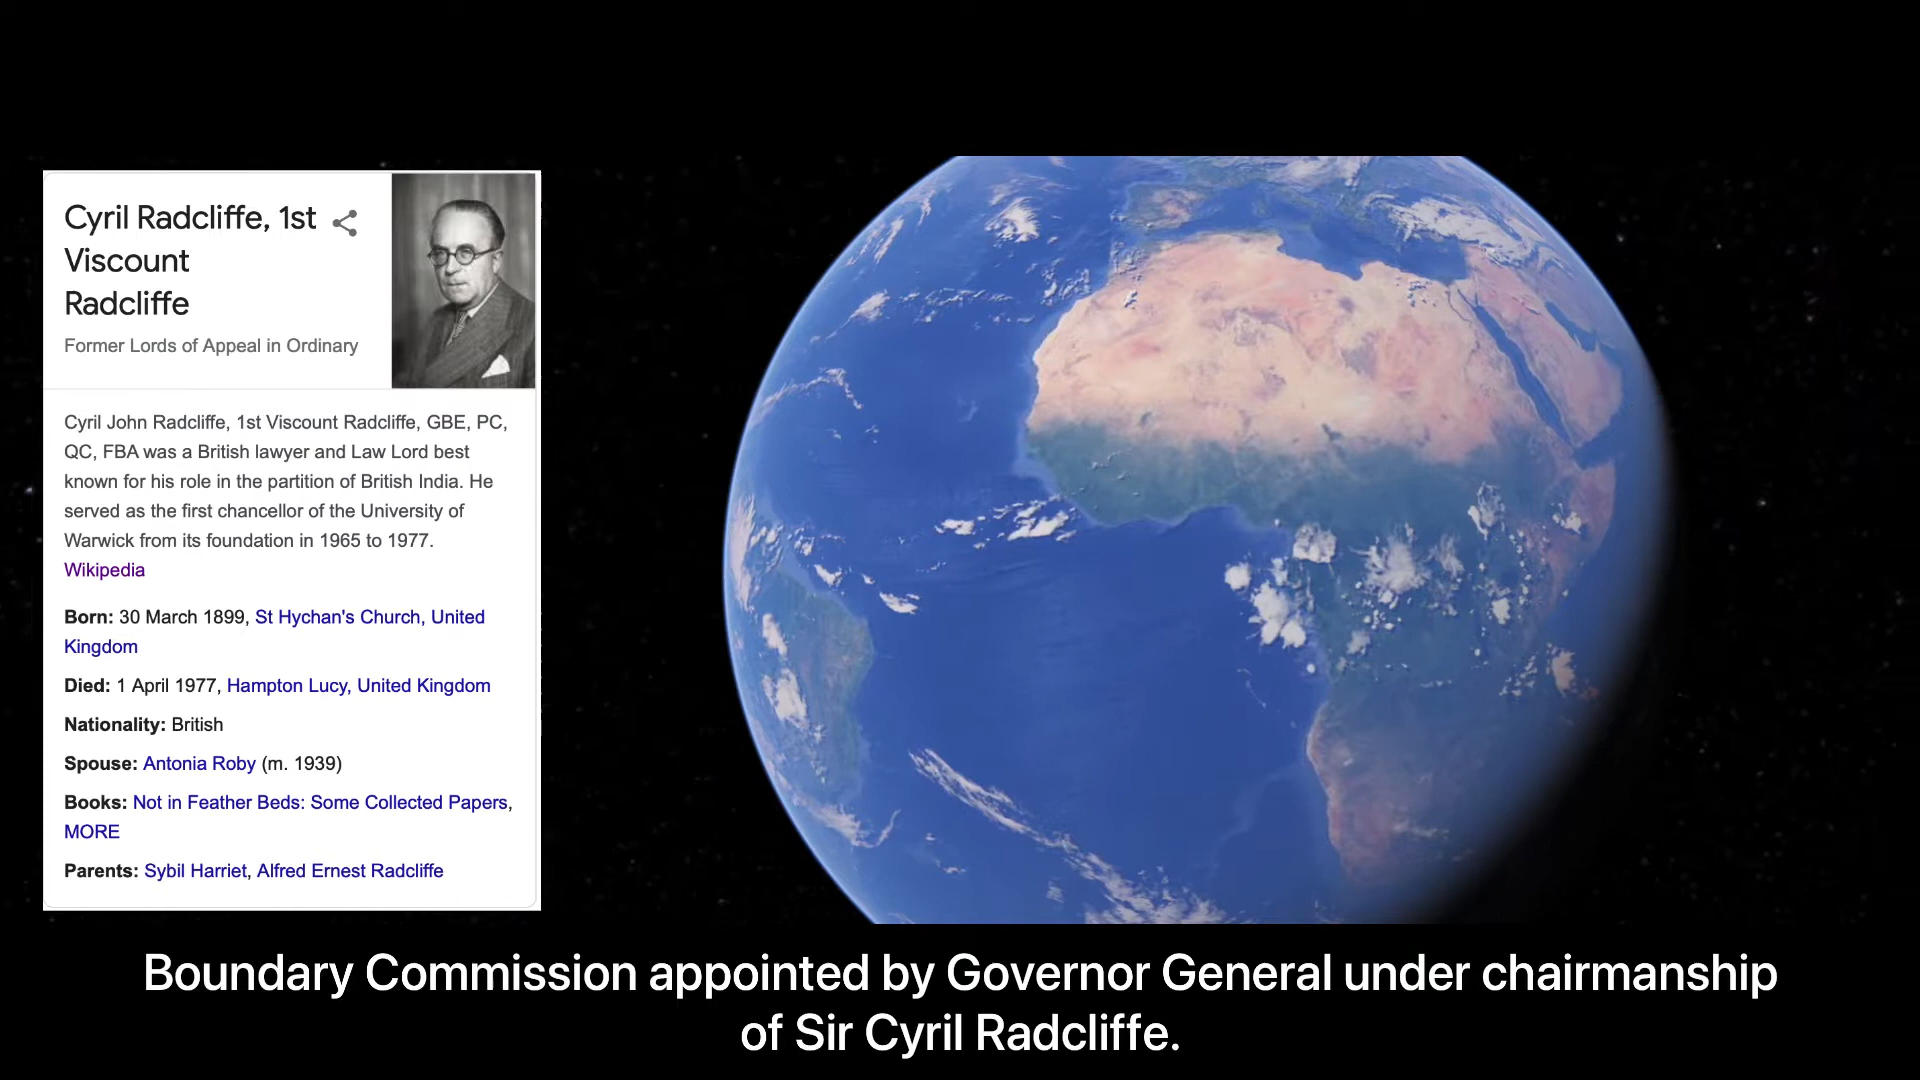 Cyril Radcliffe, 1st
Viscount
Radcliffe
Former Lords of Appeal in Ordinary
Cyril John Radcliffe, 1st Viscount Radcliffe, GBE, PC,
QC, FBA was a British lawyer and Law Lord best
known for his role in the partition of British India. He
served as the first chancellor of the University of
Warwick from its foundation in 1965 to 1977.
Wikipedia
Born: 30 March 1899, St Hychan's Church, United
Kingdom
Died: 1 April 1977, Hampton Lucy, United Kingdom
Nationality: British
Spouse: Antonia Roby (m. 1939)
Books: Not in Feather Beds: Some Collected Papers,
MORE
Parents: Sybil Harriet, Alfred Ernest Radcliffe
Boundary Commission appointed by Governor General under chairmanship
of Sir Cyril Radcliffe.